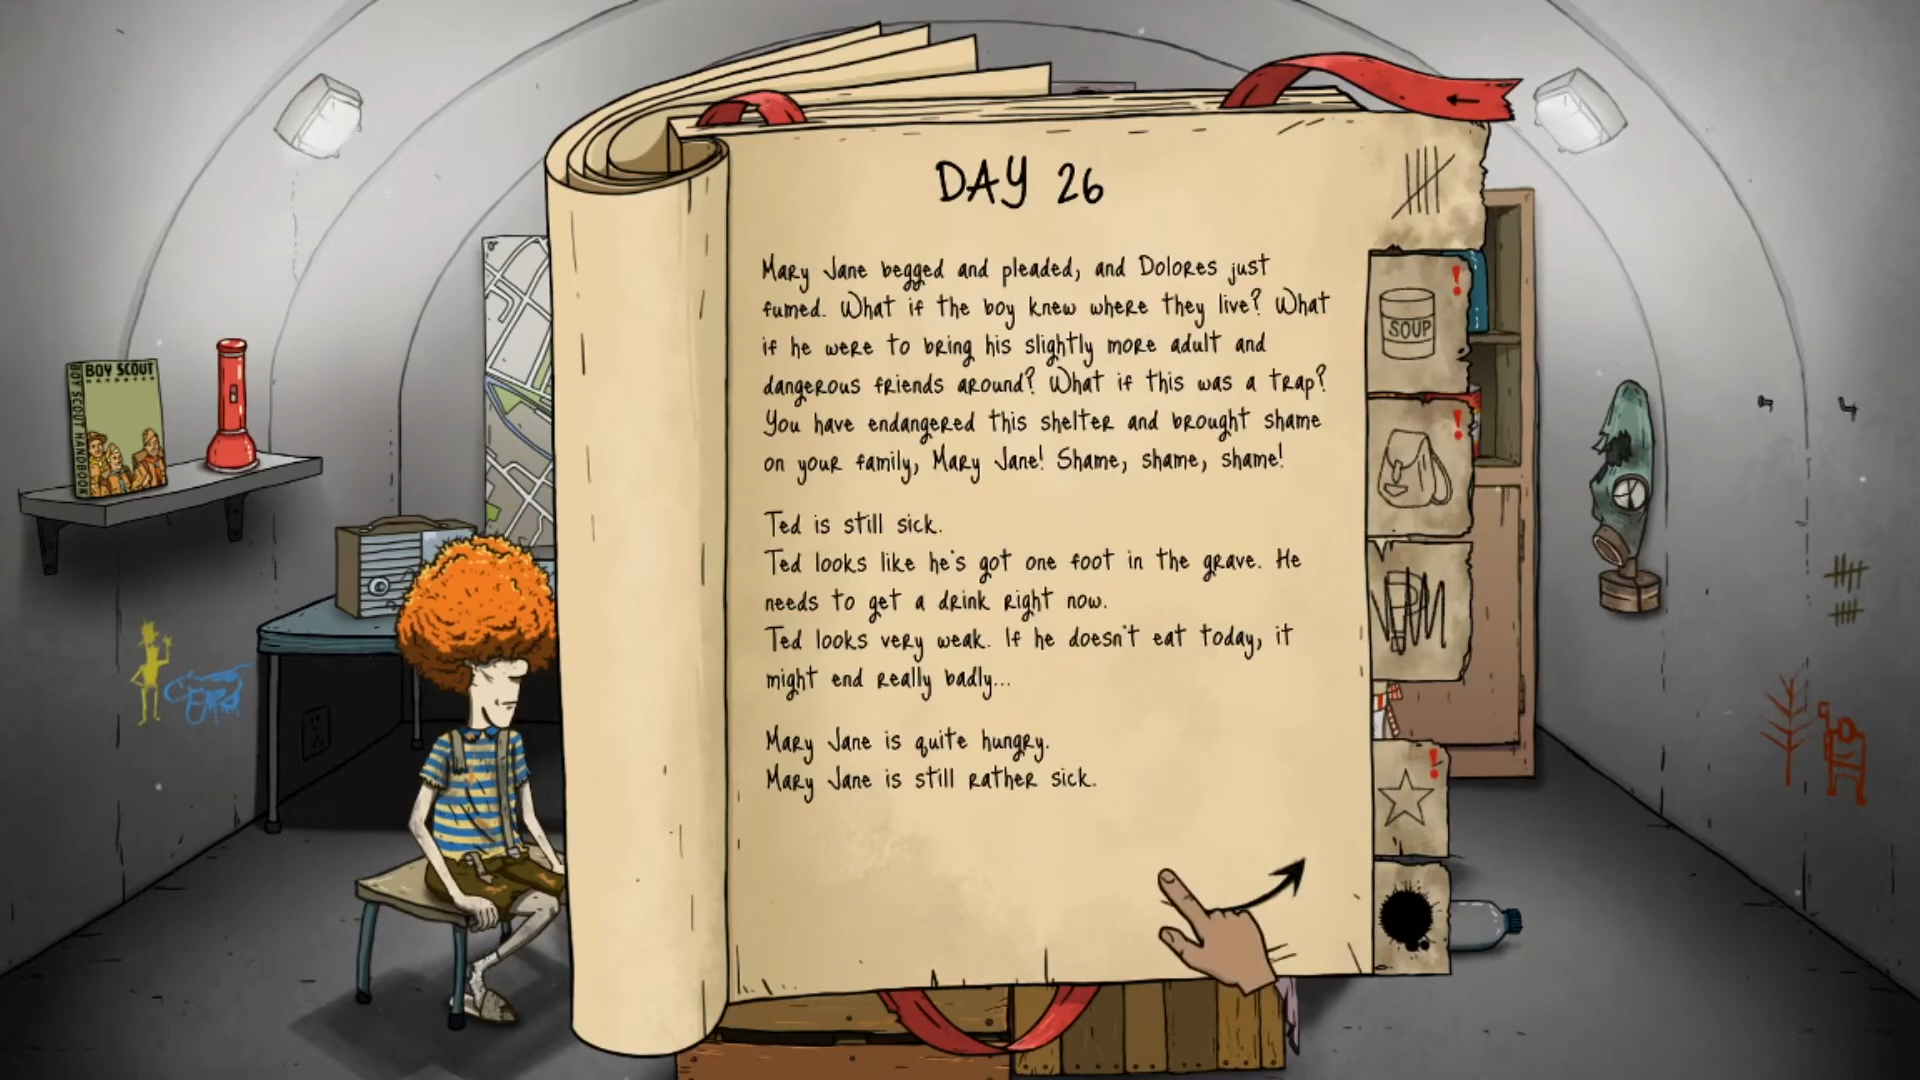 DAY 26
Mary Jane begged and pleaded, and Dolores just
fumed. What if the boy knew where they live? What
if he were to bring his slightly more adult and
dangerous friends around? What if this was a trap?
You have endangered this shelter and brought shame
on your family, Mary Jane! Shame, shame, shame!
Ted is still sick.
Ted looks like he's got one foot in the grave. He
needs to get a drink right now.
Ted looks very weak. If he doesn't eat today, it
might end really badly...
Mary Jane is quite hungry.
Mary Jane is still rather sick.
!
SOUP
!
!
BOY SCOUT
HANDBOOK
BOY SCOUT HANDBOOK